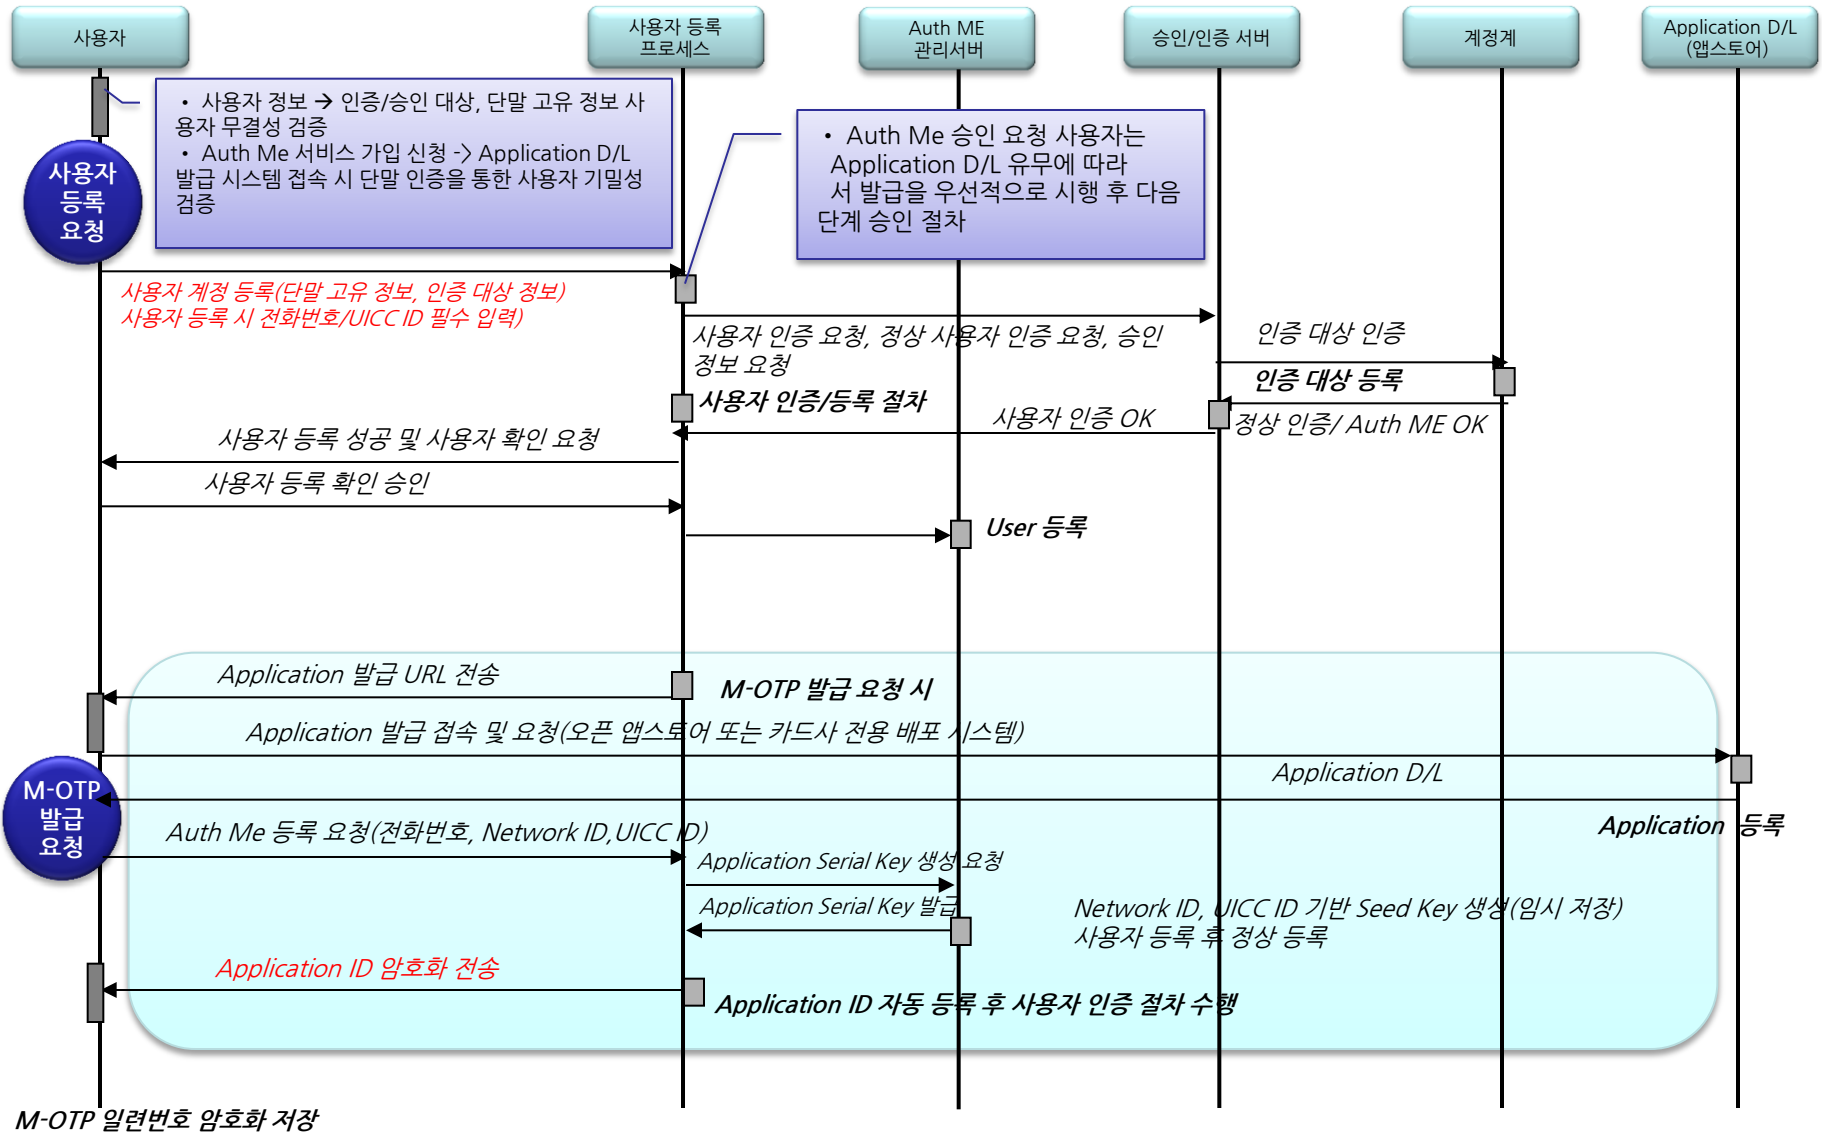 사용자
사용자 등록
프로세스
Auth ME
관리서버
승인/인증 서버
계정계
Application D/L
(앱스토어)
• 사용자 정보 → 인증/승인 대상, 단말 고유 정보 사
용자 무결성 검증
• Auth Me 서비스 가입 신청 -> Application D/L
발급 시스템 접속 시 단말 인증을 통한 사용자 기밀성
검증
• Auth Me 승인 요청 사용자는
Application D/L 유무에 따라
서 발급을 우선적으로 시행 후 다음
단계 승인 절차
사용자
등록
요청
사용자 계정 등록(단말 고유 정보, 인증 대상 정보)
사용자 등록 시 전화번호/UICC ID 필수 입력)
사용자 인증 요청, 정상 사용자 인증 요청, 승인
정보 요청
인증 대상 인증
인증 대상 등록
사용자 인증/등록 절차
사용자 인증 OK
정상 인증/ Auth ME OK
사용자 등록 성공 및 사용자 확인 요청
사용자 등록 확인 승인
User 등록
Application 발급 URL 전송
M-OTP 발급 요청 시
Application 발급 접속 및 요청(오픈 앱스토어 또는 카드사 전용 배포 시스템)
Application D/L
M-OTP
발급
요청
Application 등록
Auth Me 등록 요청(전화번호, Network ID,UICC ID)
Application Serial Key 생성 요청
Application Serial Key 발급
Network ID, UICC ID 기반 Seed Key 생성(임시 저장)
사용자 등록 후 정상 등록
Application ID 암호화 전송
Application ID 자동 등록 후 사용자 인증 절차 수행
M-OTP 일련번호 암호화 저장